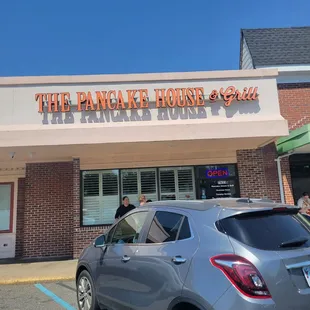 THE PANCAKE HOUSE & Grill
OPEN